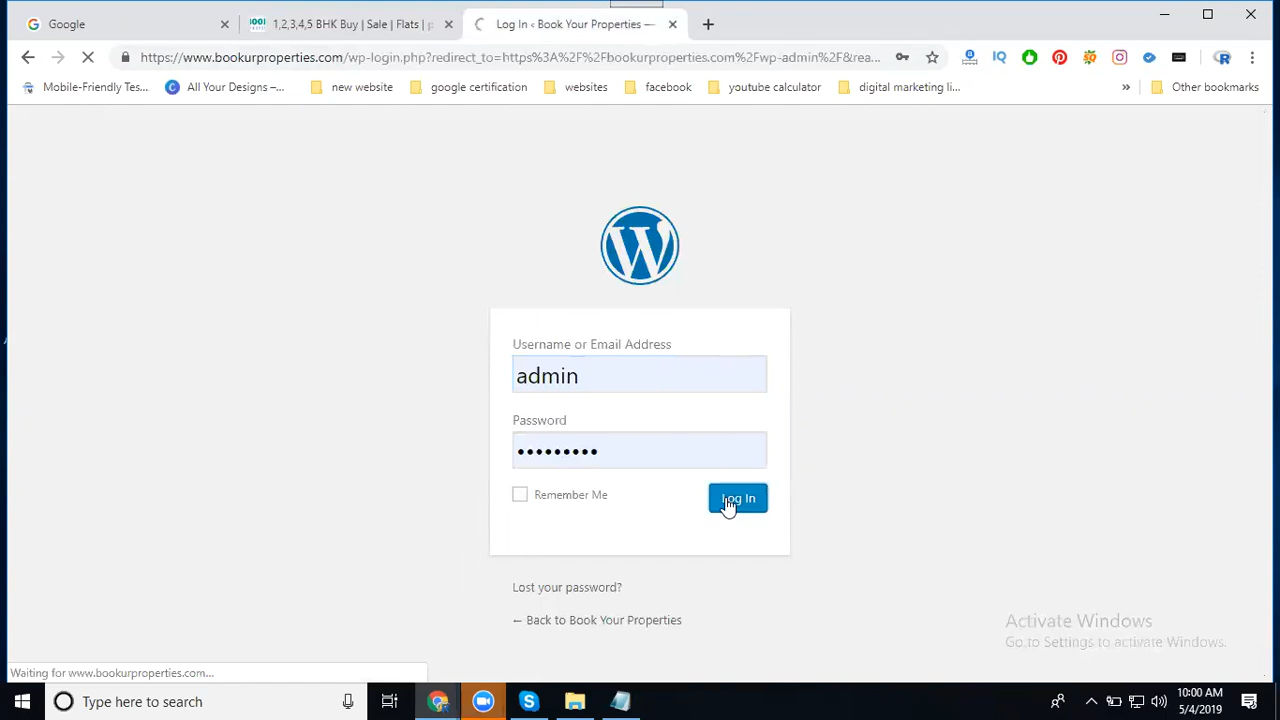 Google
1,2,3,4,5 BHK Buy | Sale | Flats | p
Log In ‹ Book Your Properties —
https://www.bookurproperties.com/wp-login.php?redirect_to=https%3A%2F%2Fbookurproperties.com%2Fwp-admin%2F&rea...
Mobile-Friendly Tes...
All Your Designs –...
new website
google certification
websites
facebook
youtube calculator
digital marketing li...
»
Other bookmarks
Username or Email Address
admin
Password
•••••••••
Remember Me
Log In
Lost your password?
← Back to Book Your Properties
Activate Windows
Go to Settings to activate Windows.
Waiting for www.bookurproperties.com...
Type here to search
10:00 AM
5/4/2019